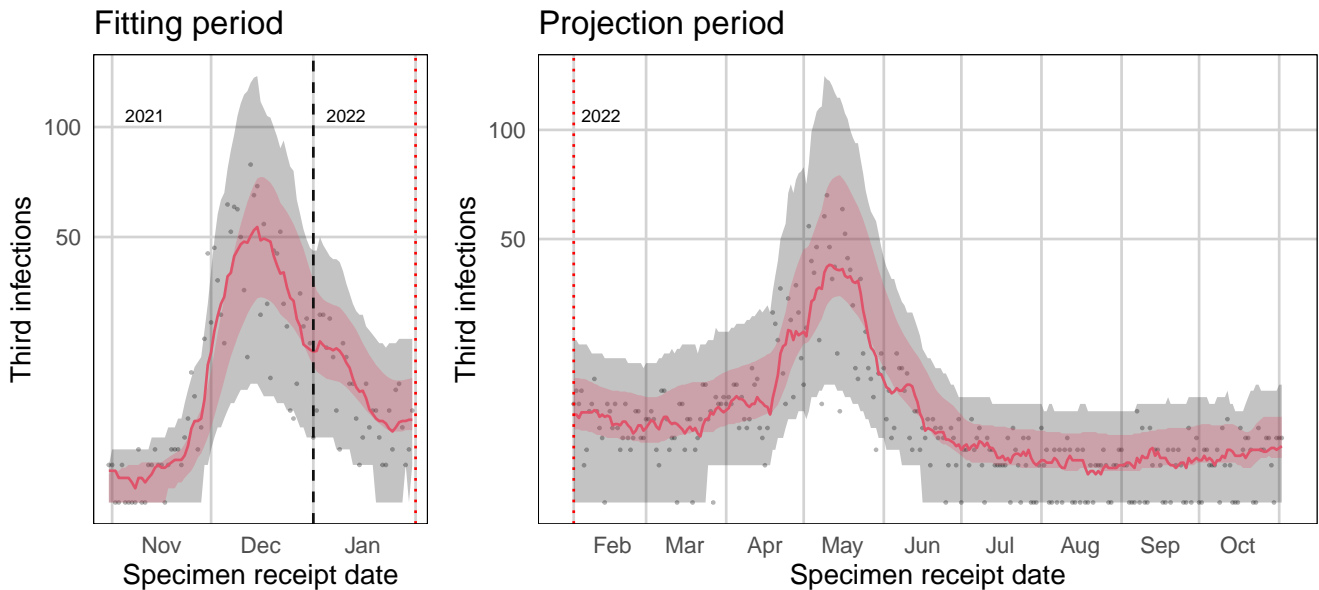 Fitting period
Projection period
2021
2022
2022
100
50
100
50
Third infections
Third infections
Nov
Dec
Jan
Feb
Mar
Apr
May
Jun
Jul
Aug
Sep
Oct
Specimen receipt date
Specimen receipt date